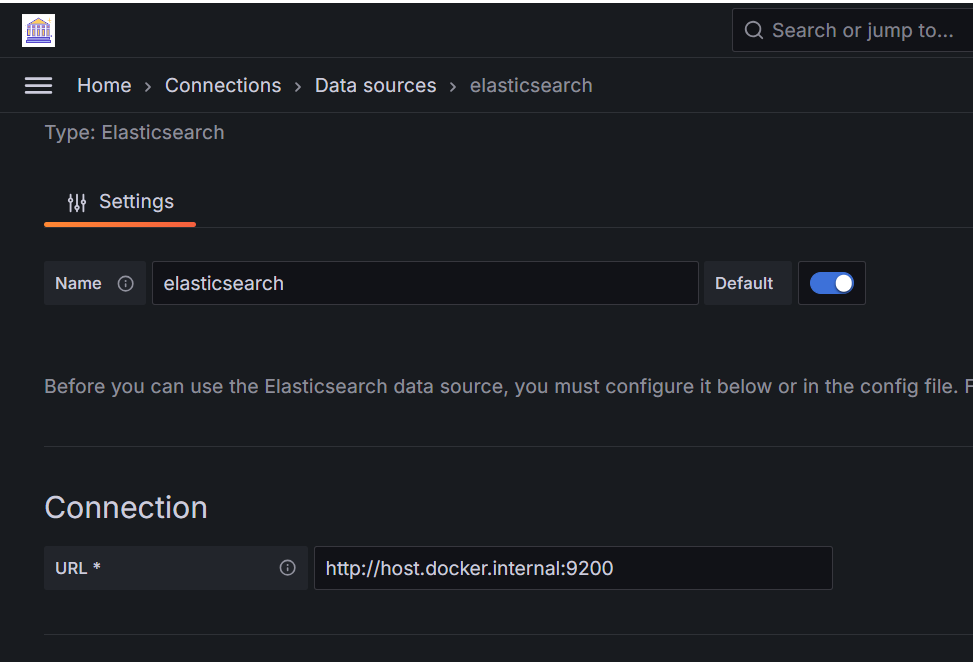 Search or jump to...
Home › Connections › Data sources › elasticsearch
Type: Elasticsearch
Settings
Name
elasticsearch
Default
Before you can use the Elasticsearch data source, you must configure it below or in the config file.
Connection
URL *
http://host.docker.internal:9200